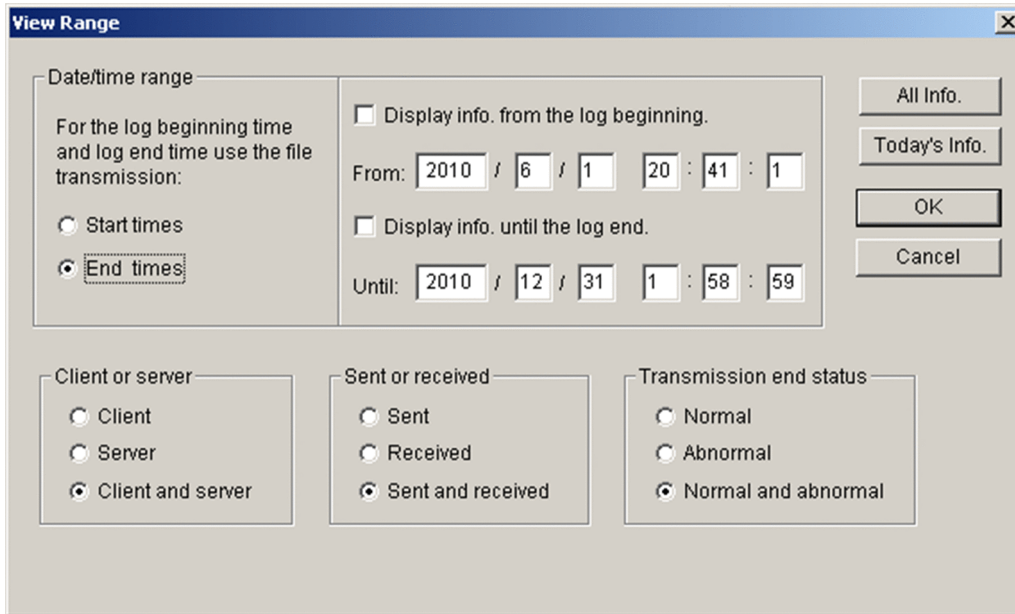 View Range
Date/time range
For the log beginning time
and log end time use the file
transmission:
Start times
End times
Display info. from the log beginning.
From: 2010 / 6 / 1 20 : 41 : 1
Display info. until the log end.
Until: 2010 / 12 / 31 1 : 58 : 59
All Info.
Today's Info.
OK
Cancel
Client or server
Client
Server
Client and server
Sent or received
Sent
Received
Sent and received
Transmission end status
Normal
Abnormal
Normal and abnormal